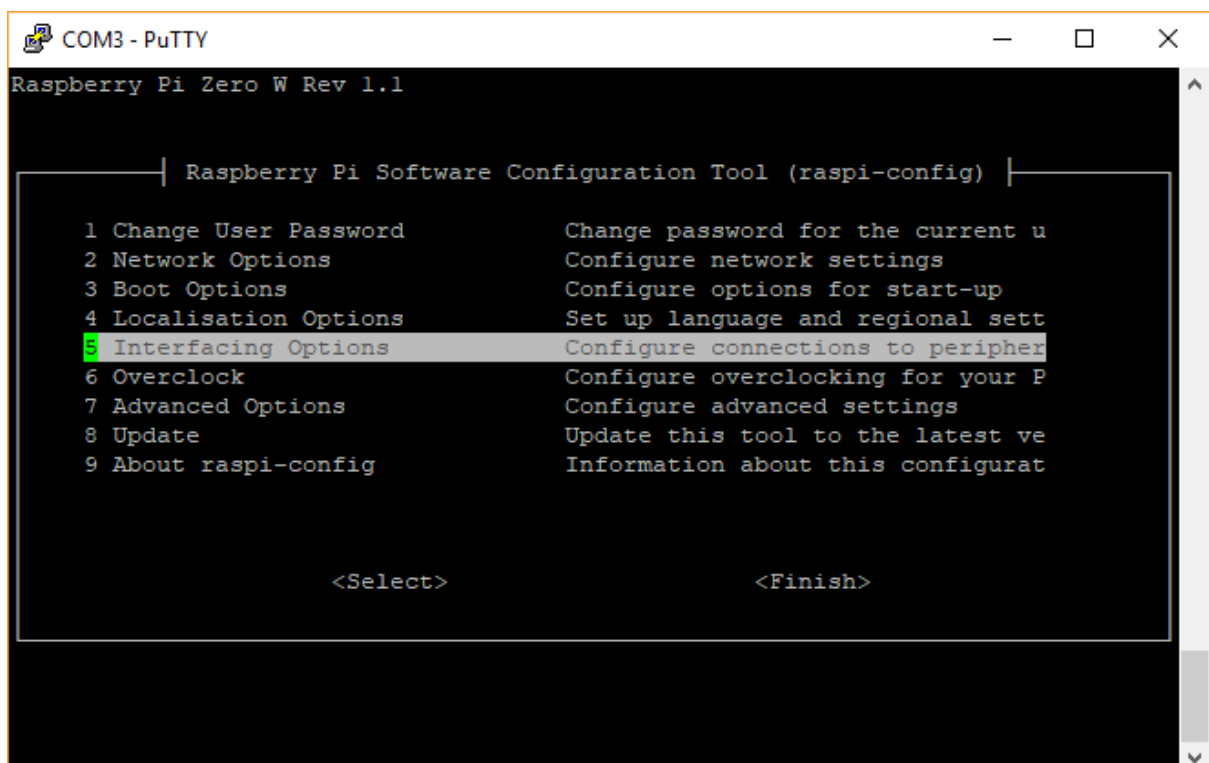 COM3 - PuTTY
Raspberry Pi Zero W Rev 1.1
Raspberry Pi Software Configuration Tool (raspi-config)
1 Change User Password Change password for the current u
2 Network Options Configure network settings
3 Boot Options Configure options for start-up
4 Localisation Options Set up language and regional sett
5 Interfacing Options Configure connections to peripher
6 Overclock Configure overclocking for your P
7 Advanced Options Configure advanced settings
8 Update Update this tool to the latest ve
9 About raspi-config Information about this configurat
<Select> <Finish>